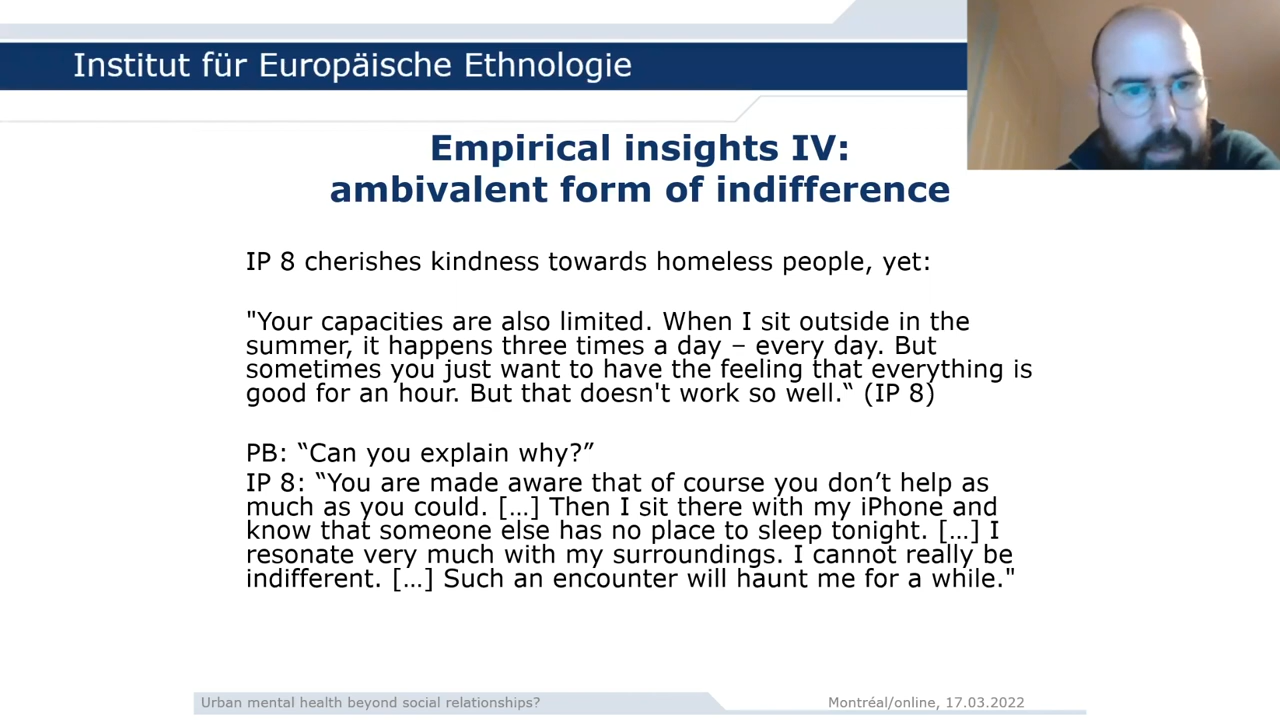 Institut für Europäische Ethnologie
Empirical insights IV:
ambivalent form of indifference
IP 8 cherishes kindness towards homeless people, yet:
"Your capacities are also limited. When I sit outside in the
summer, it happens three times a day – every day. But
sometimes you just want to have the feeling that everything is
good for an hour. But that doesn't work so well.“ (IP 8)
PB: “Can you explain why?”
IP 8: “You are made aware that of course you don’t help as
much as you could. […] Then I sit there with my iPhone and
know that someone else has no place to sleep tonight. […] I
resonate very much with my surroundings. I cannot really be
indifferent. […] Such an encounter will haunt me for a while."
Urban mental health beyond social relationships?
Montréal/online, 17.03.2022